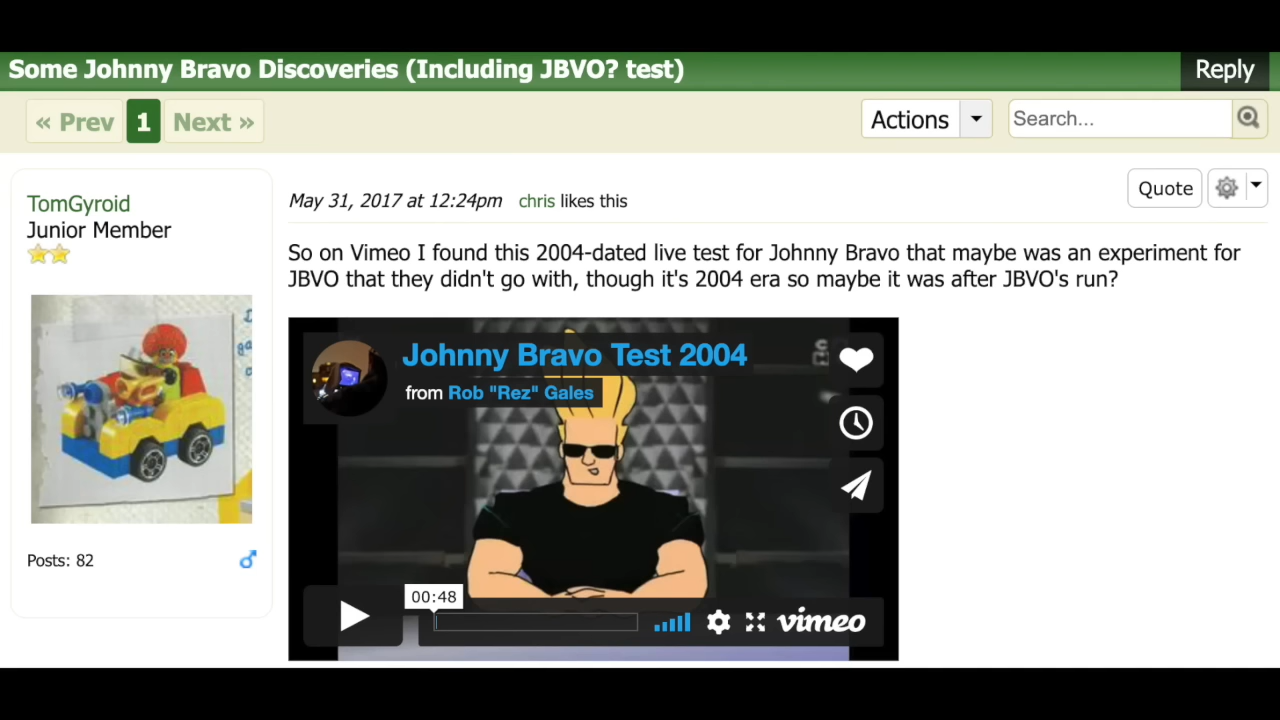 Some Johnny Bravo Discoveries (Including JBVO? test)
Reply
« Prev 1 Next »
Actions
Search...
TomGyroid
Junior Member
Posts: 82
May 31, 2017 at 12:24pm chris likes this
Quote
So on Vimeo I found this 2004-dated live test for Johnny Bravo that maybe was an experiment for
JBVO that they didn't go with, though it's 2004 era so maybe it was after JBVO's run?
Johnny Bravo Test 2004
from Rob "Rez" Gales
00:48
vimeo